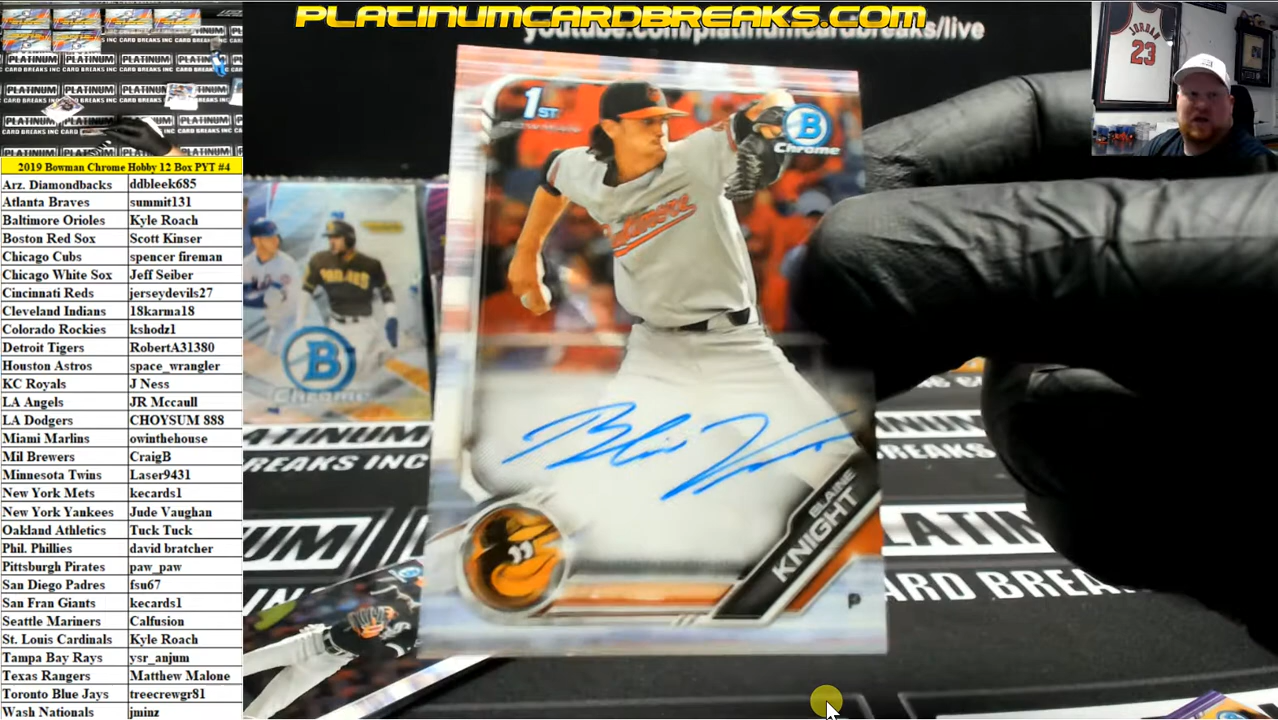 PLATINUMCARDBREAKS.COM
youtube.com/platinumcardbreaks/live
JORDAN
23
1ST
BOWMAN
B
Chrome
Baltimore
BLAINE
KNIGHT
P
PADRES
B
Chrome
PLATINUM
CARD BREAKS INC
2019 Bowman Chrome Hobby 12 Box PYT #4
Arz. Diamondbacks ddbleek685
Atlanta Braves summit131
Baltimore Orioles Kyle Roach
Boston Red Sox Scott Kinser
Chicago Cubs spencer fireman
Chicago White Sox Jeff Seiber
Cincinnati Reds jerseydevils27
Cleveland Indians 18karma18
Colorado Rockies kshodz1
Detroit Tigers RobertA31380
Houston Astros space_wrangler
KC Royals J Ness
LA Angels JR Mccaull
LA Dodgers CHOYSUM 888
Miami Marlins owinthehouse
Mil Brewers CraigB
Minnesota Twins Laser9431
New York Mets kecards1
New York Yankees Jude Vaughan
Oakland Athletics Tuck Tuck
Phil. Phillies david bratcher
Pittsburgh Pirates paw_paw
San Diego Padres fsu67
San Fran Giants kecards1
Seattle Mariners Calfusion
St. Louis Cardinals Kyle Roach
Tampa Bay Rays ysr_anjum
Texas Rangers Matthew Malone
Toronto Blue Jays treecrewgr81
Wash Nationals jminz